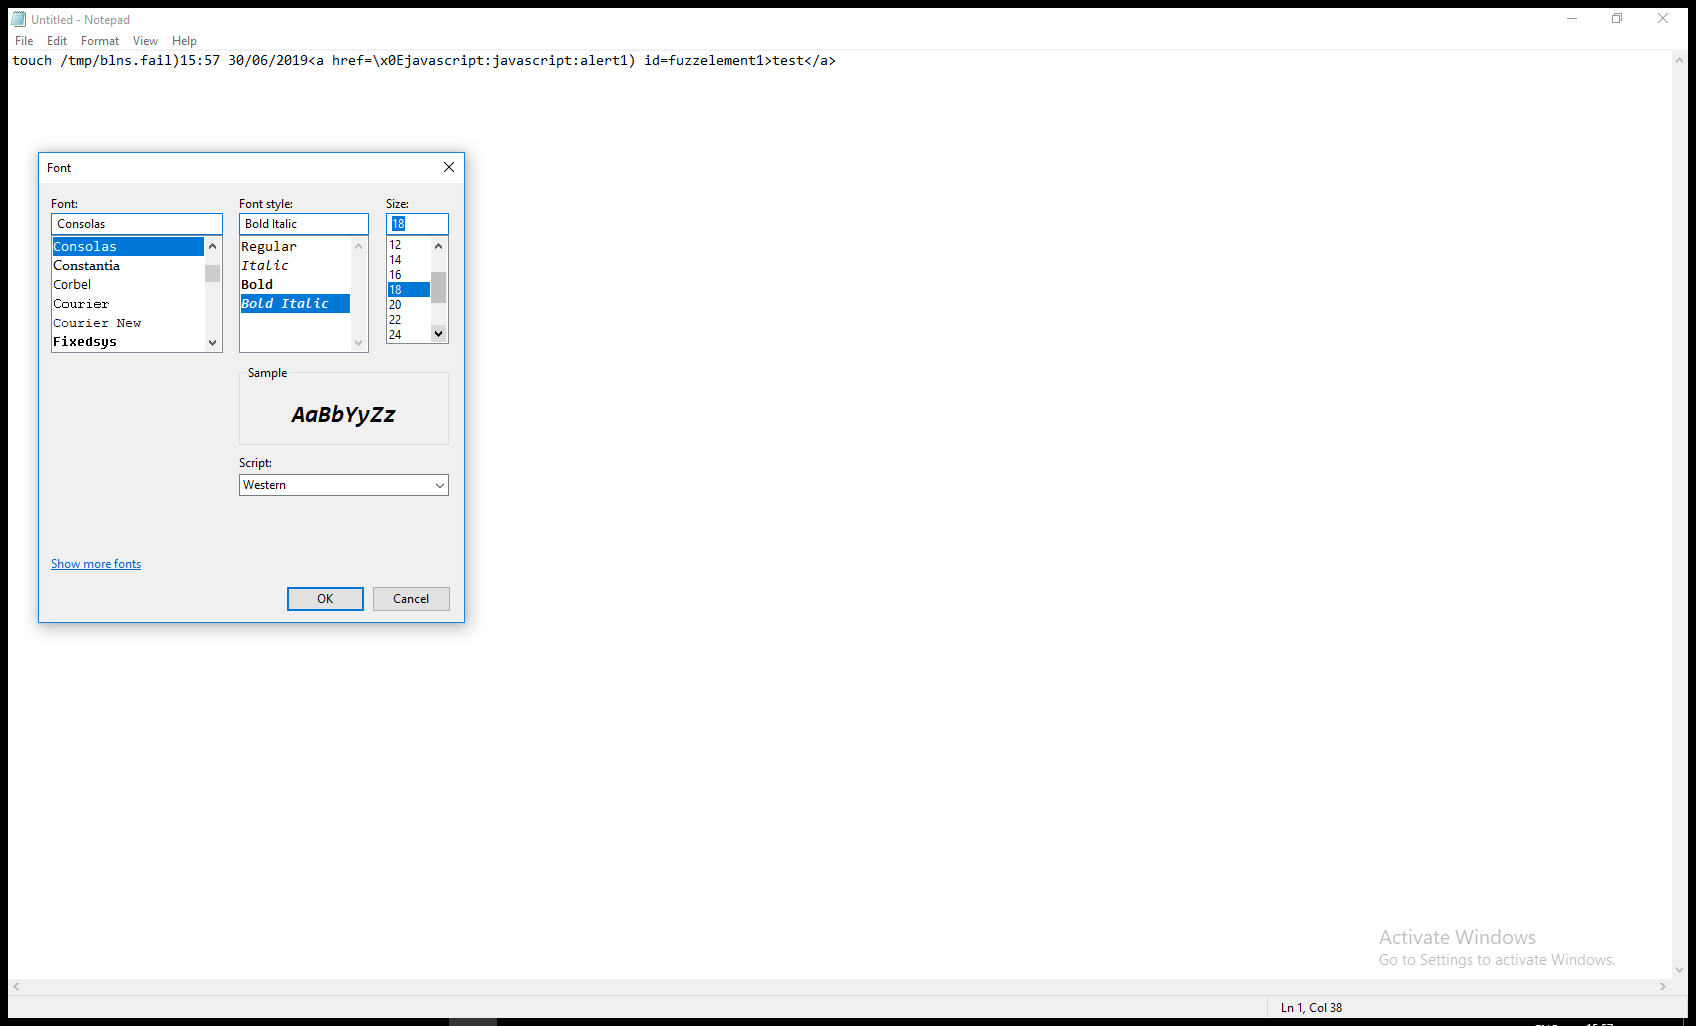 Untitled - Notepad
File Edit Format View Help
touch /tmp/blns.fail)15:57 30/06/2019<a href=\x0Ejavascript:javascript:alert1) id=fuzzelement1>test</a>
Font
Font: Font style: Size:
Consolas Bold Italic 18
Consolas Regular 12
Constantia Italic 14
Corbel Bold 16
Courier Bold Italic 18
Courier New 20
Fixedsys 22
24
Sample
AaBbYyZz
Script:
Western
Show more fonts
OK Cancel
Activate Windows
Go to Settings to activate Windows.
Ln 1, Col 38